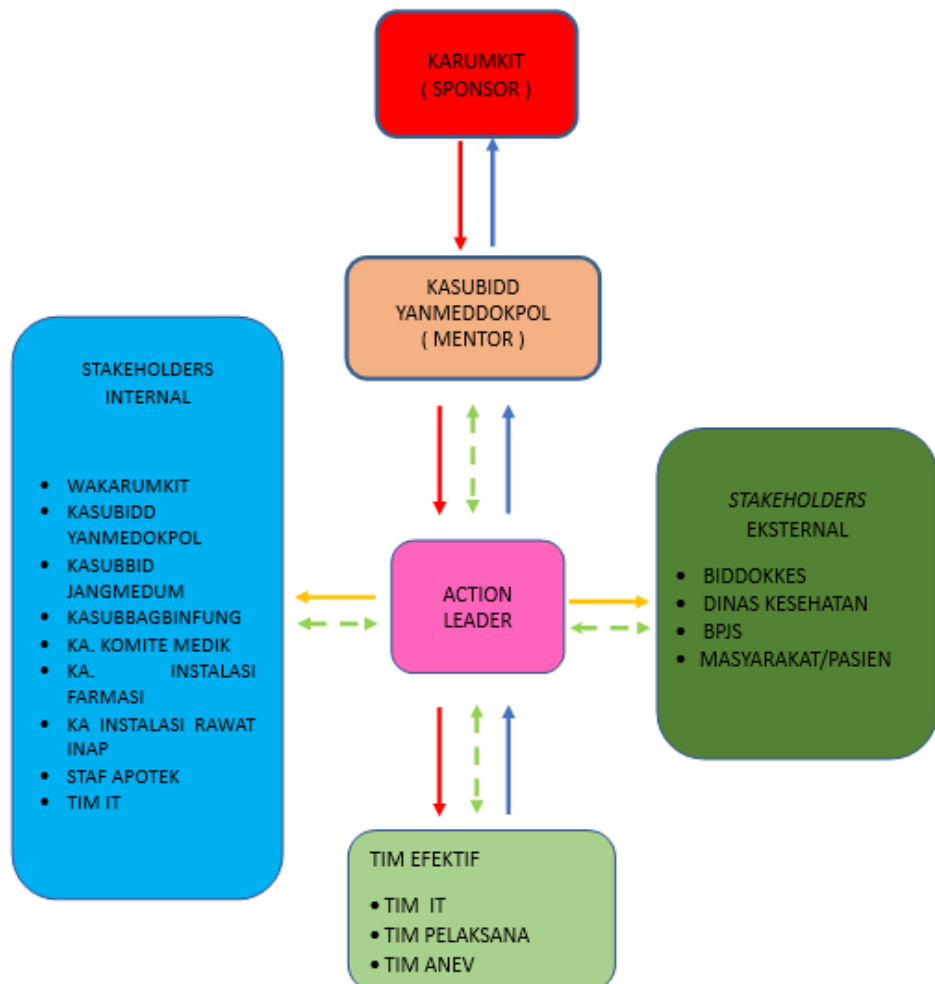 KARUMKIT
( SPONSOR )
KASUBIDD
YANMEDDOKPOL
( MENTOR )
STAKEHOLDERS
INTERNAL
• WAKARUMKIT
• KASUBIDD
YANMEDOKPOL
• KASUBBID
JANGMEDUM
• KASUBBAGBINFUNG
• KA. KOMITE MEDIK
• KA. INSTALASI
FARMASI
• KA INSTALASI RAWAT
INAP
• STAF APOTEK
• TIM IT
ACTION
LEADER
STAKEHOLDERS
EKSTERNAL
• BIDDOKKES
• DINAS KESEHATAN
• BPJS
• MASYARAKAT/PASIEN
TIM EFEKTIF
• TIM IT
• TIM PELAKSANA
• TIM ANEV